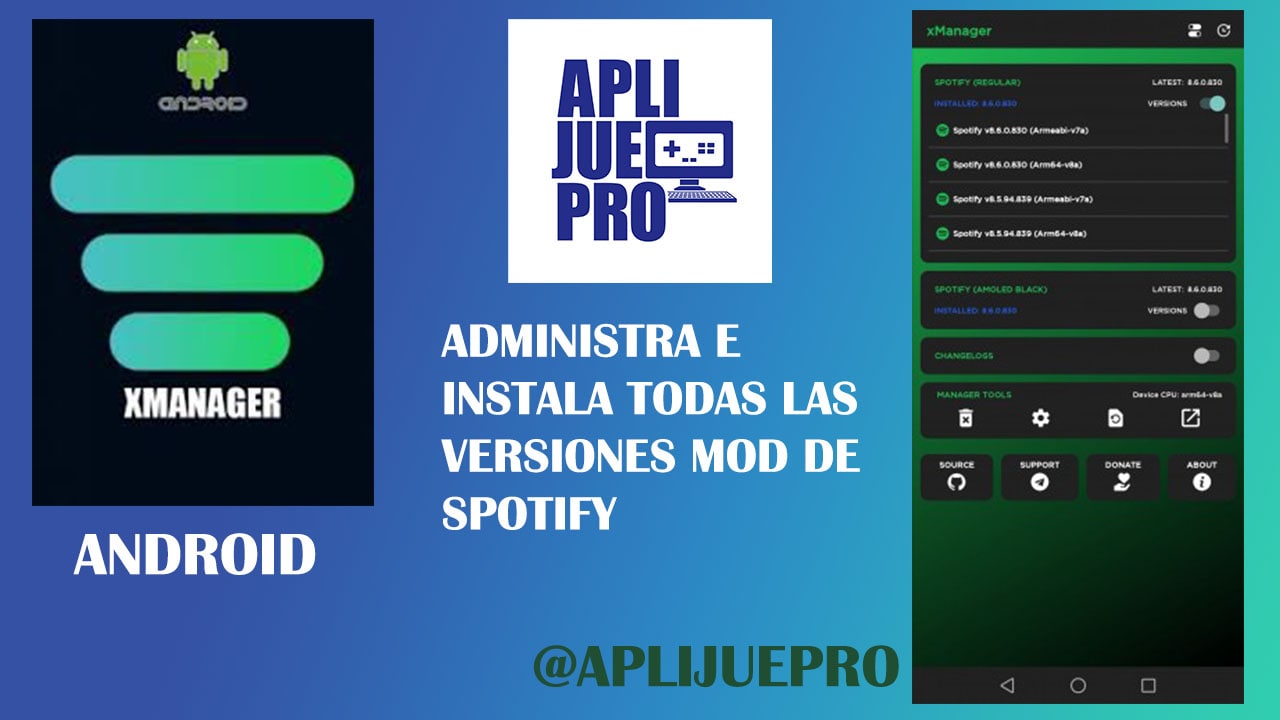 ANDROID
XMANAGER
ANDROID
APLI
JUE
PRO
ADMINISTRA E
INSTALA TODAS LAS
VERSIONES MOD DE
SPOTIFY
@APLIJUEPRO
xManager
SPOTIFY (REGULAR) LATEST: 8.6.0.830
INSTALLED: 8.6.0.830 VERSIONS
Spotify v8.6.0.830 (Armeabi-v7a)
Spotify v8.6.0.830 (Arm64-v8a)
Spotify v8.5.94.839 (Armeabi-v7a)
Spotify v8.5.94.839 (Arm64-v8a)
SPOTIFY (AMOLED BLACK) LATEST: 8.6.0.830
INSTALLED: 8.6.0.830 VERSIONS
CHANGELOGS
MANAGER TOOLS Device CPU: arm64-v8a
SOURCE SUPPORT DONATE ABOUT